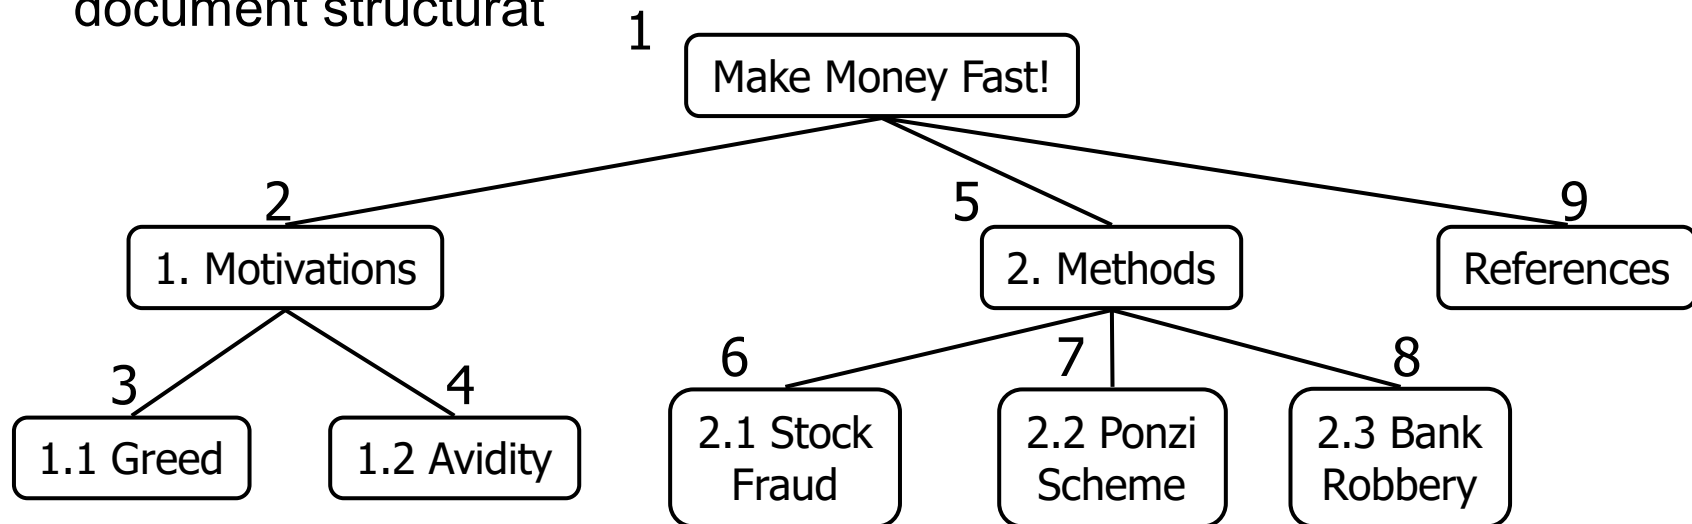 document structurat
1
Make Money Fast!
2
5
9
1. Motivations
2. Methods
References
3
4
6
7
8
1.1 Greed
1.2 Avidity
2.1 Stock
Fraud
2.2 Ponzi
Scheme
2.3 Bank
Robbery